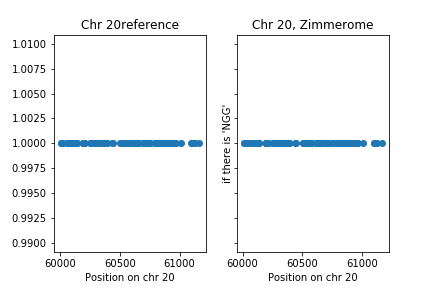 Chr 20reference
Chr 20, Zimmerome
1.0100
1.0075
1.0050
1.0025
1.0000
0.9975
0.9950
0.9925
0.9900
if there is 'NGG'
60000 60500 61000
60000 60500 61000
Position on chr 20
Position on chr 20